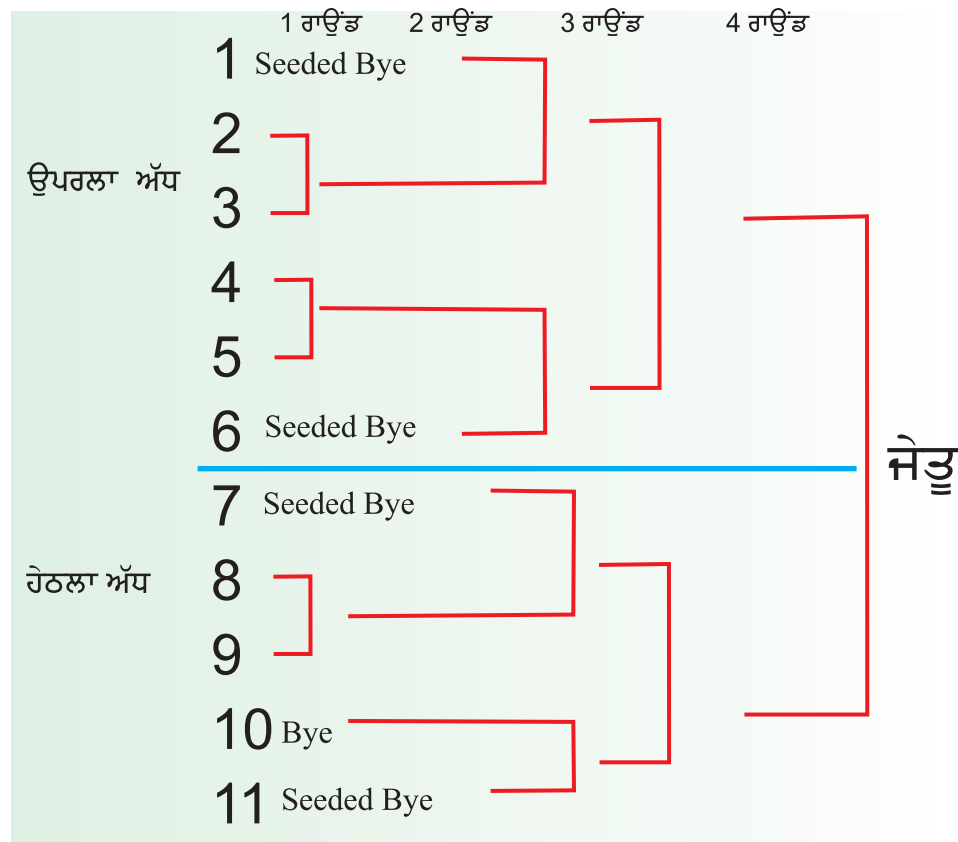 1 ਰਾਉਂਡ 2 ਰਾਉਂਡ 3 ਰਾਉਂਡ 4 ਰਾਉਂਡ
1 Seeded Bye
2
ਉਪਰਲਾ ਅੱਧ
3
4
5
6 Seeded Bye
ਜੇਤੂ
7 Seeded Bye
8
ਹੇਠਲਾ ਅੱਧ
9
10 Bye
11 Seeded Bye